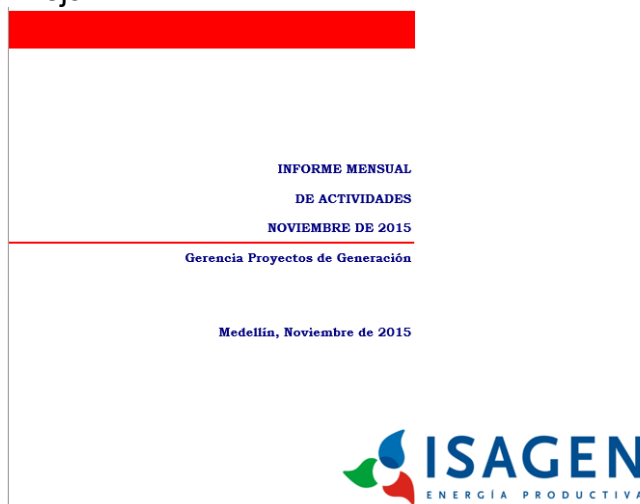 INFORME MENSUAL
DE ACTIVIDADES
NOVIEMBRE DE 2015
Gerencia Proyectos de Generación
Medellín, Noviembre de 2015
ISAGEN
ENERGÍA PRODUCTIVA